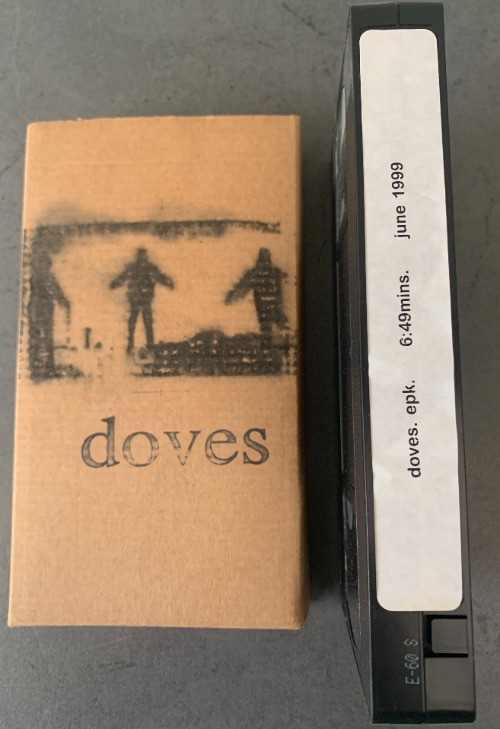 doves
doves. epk. 6:49mins. june 1999
E-60 S